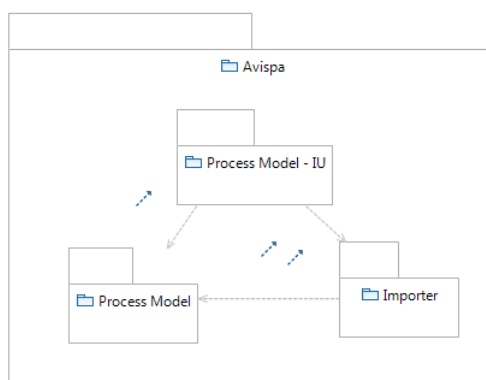 Avispa
Process Model - IU
Process Model
Importer